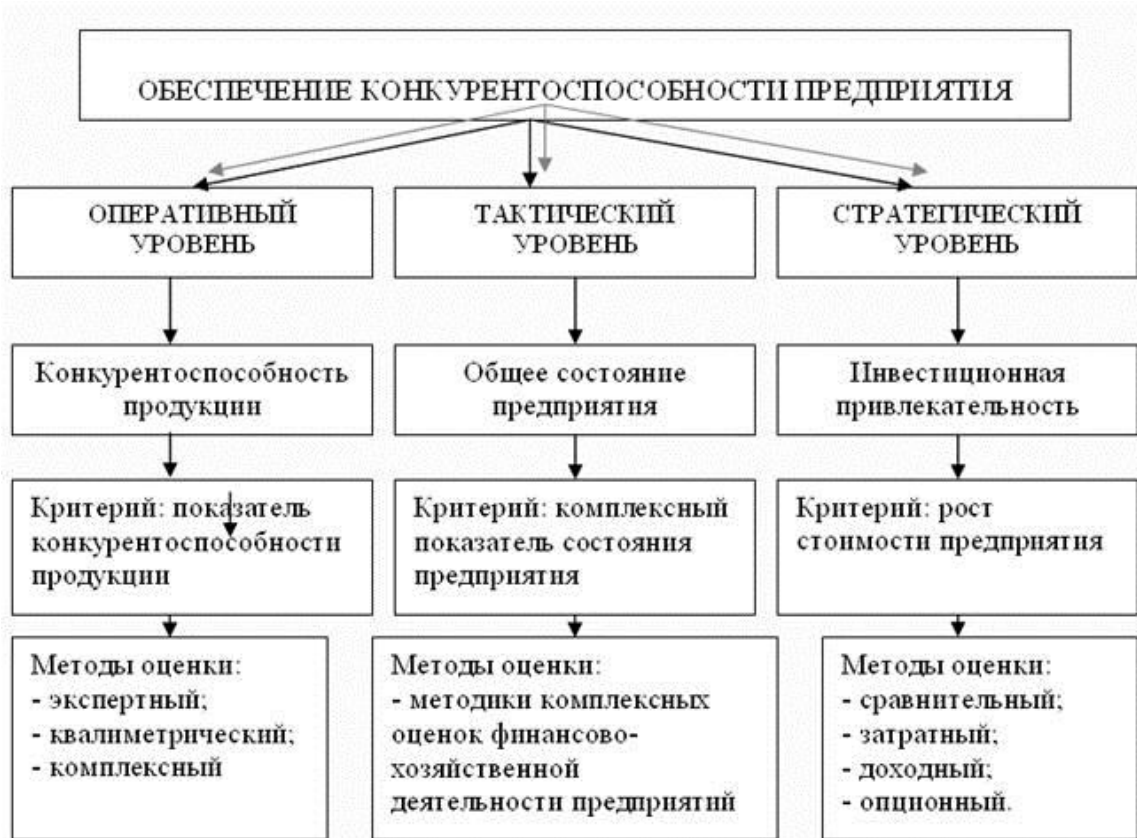 ОБЕСПЕЧЕНИЕ КОНКУРЕНТОСПОСОБНОСТИ ПРЕДПРИЯТИЯ
ОПЕРАТИВНЫЙ
УРОВЕНЬ
ТАКТИЧЕСКИЙ
УРОВЕНЬ
СТРАТЕГИЧЕСКИЙ
УРОВЕНЬ
Конкурентоспособность
продукции
Общее состояние
предприятия
Инвестиционная
привлекательность
Критерий: показатель
конкурентоспособности
продукции
Критерий: комплексный
показатель состояния
предприятия
Критерий: рост
стоимости предприятия
Методы оценки:
- экспертный;
- квалиметрический;
- комплексный
Методы оценки:
- методики комплексных
оценок финансово-
хозяйственной
деятельности предприятий
Методы оценки:
- сравнительный;
- затратный;
- доходный;
- опционный.